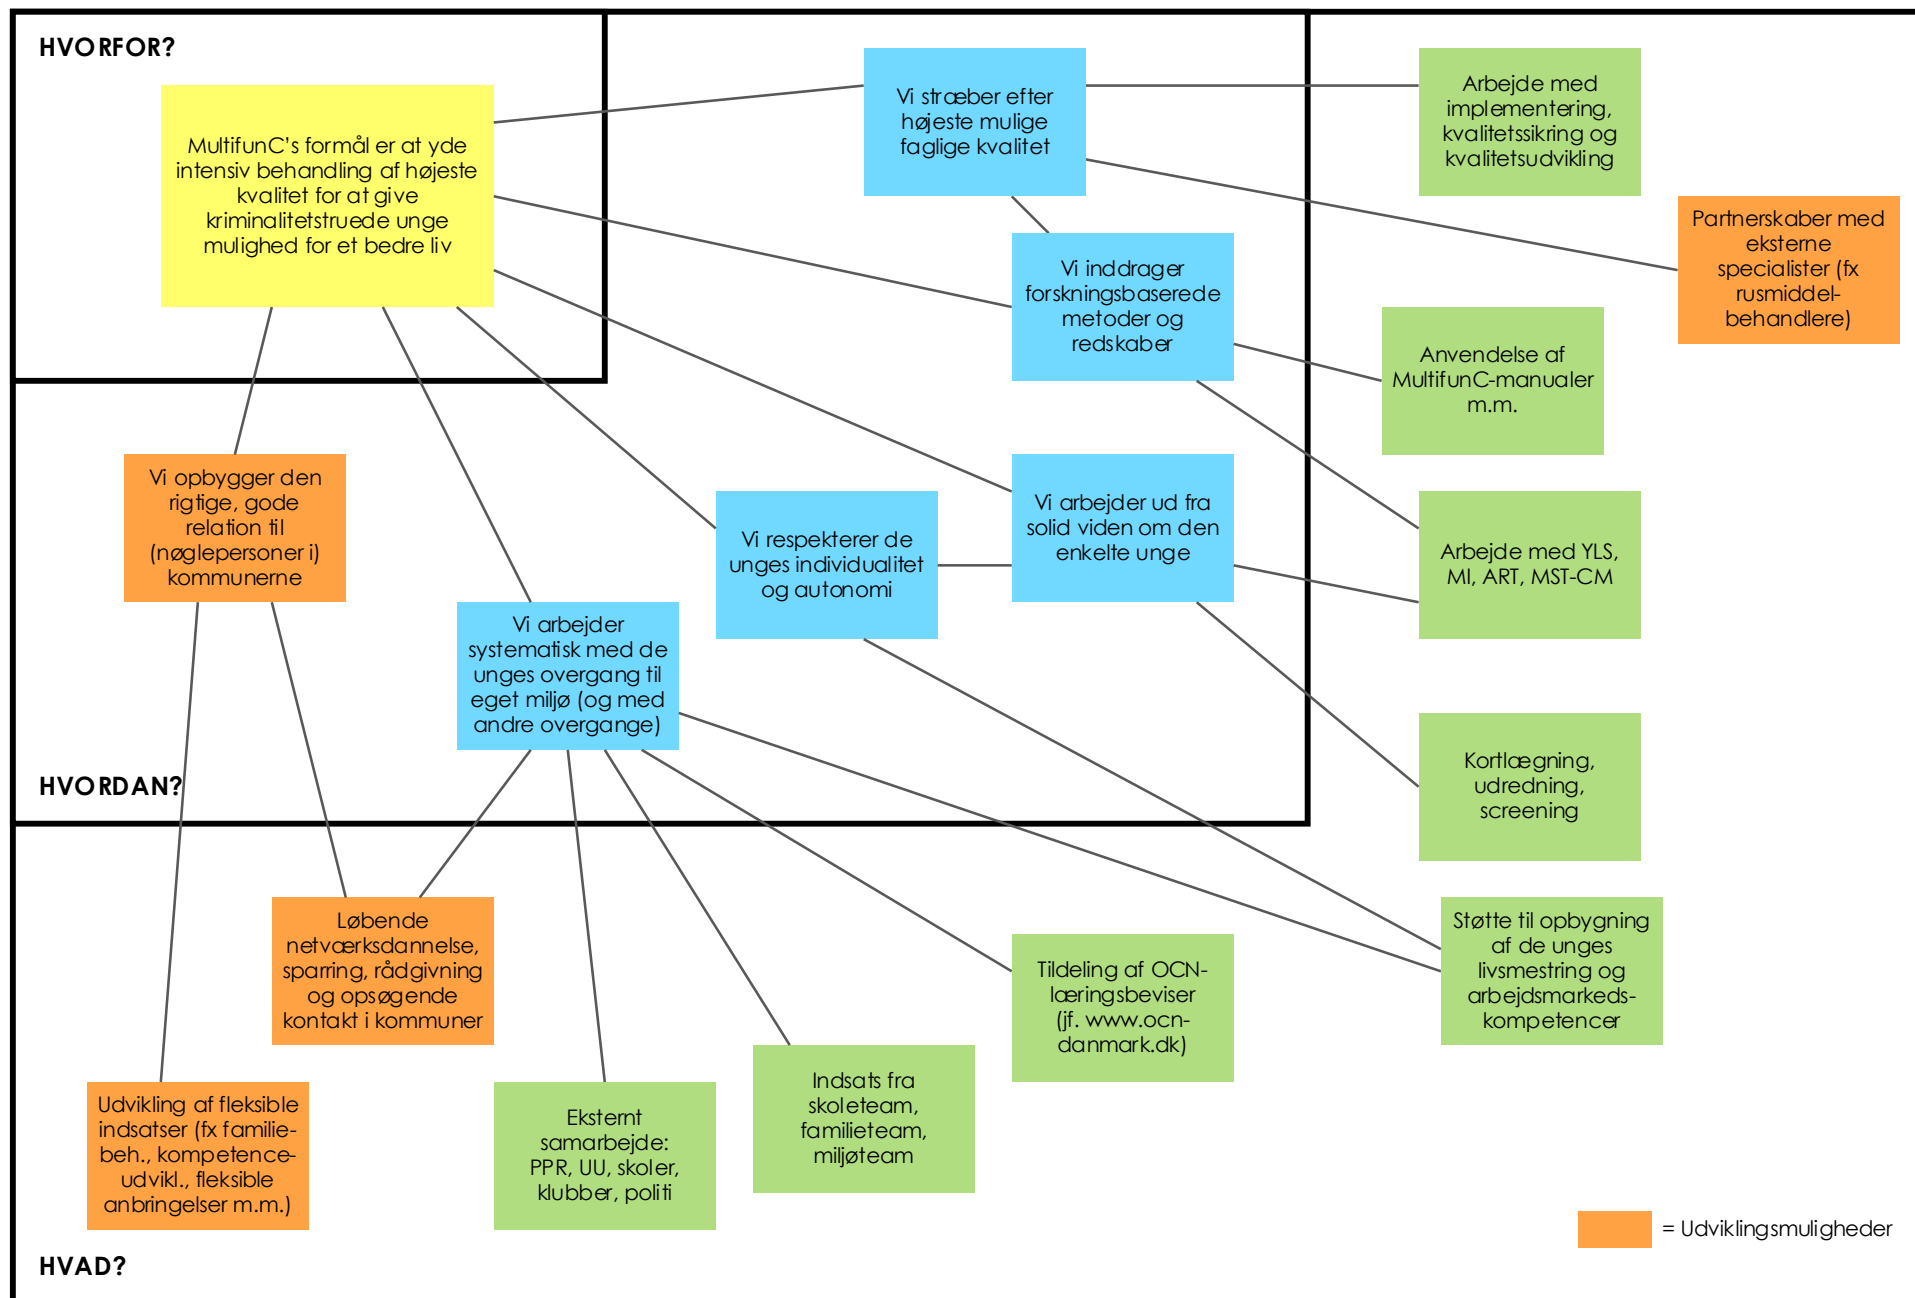 HVORFOR?
MultifunC's formål er at yde
intensiv behandling af højeste
kvalitet for at give
kriminalitetstruede unge
mulighed for et bedre liv
Vi stræber efter
højeste mulige
faglige kvalitet
Arbejde med
implementering,
kvalitetssikring og
kvalitetsudvikling
Partnerskaber med
eksterne
specialister (fx
rusmiddel-
behandlere)
Vi inddrager
forskningsbaserede
metoder og
redskaber
Anvendelse af
MultifunC-manualer
m.m.
Vi opbygger den
rigtige, gode
relation til
(nøglepersoner i)
kommunerne
Vi respekterer de
unges individualitet
og autonomi
Vi arbejder ud fra
solid viden om den
enkelte unge
Arbejde med YLS,
MI, ART, MST-CM
Vi arbejder
systematisk med de
unges overgang til
eget miljø (og med
andre overgange)
HVORDAN?
Kortlægning,
udredning,
screening
Løbende
netværksdannelse,
sparring, rådgivning
og opsøgende
kontakt i kommuner
Tildeling af OCN-
læringsbeviser
(jf. www.ocn-
danmark.dk)
Støtte til opbygning
af de unges
livsmestring og
arbejdsmarkeds-
kompetencer
Udvikling af fleksible
indsatser (fx familie-
beh., kompetence-
udvikl., fleksible
anbringelser m.m.)
Eksternt
samarbejde:
PPR, UU, skoler,
klubber, politi
Indsats fra
skoleteam,
familieteam,
miljøteam
= Udviklingsmuligheder
HVAD?